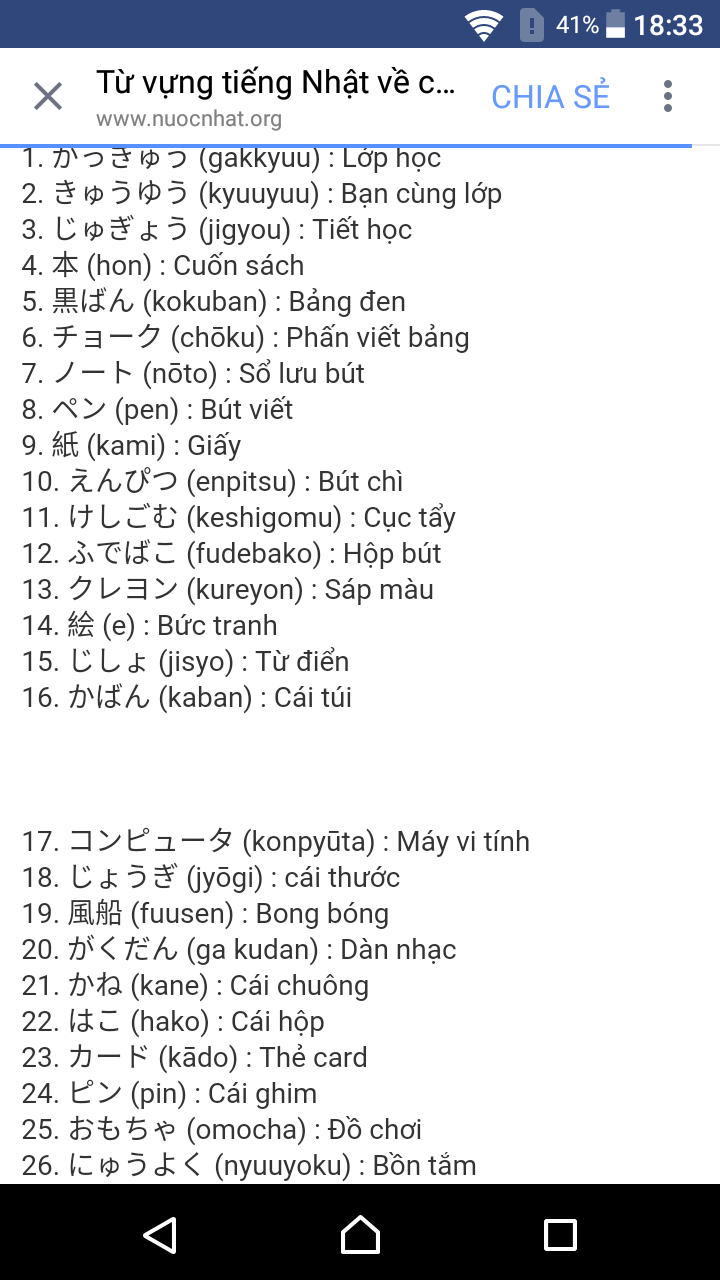 41% 18:33
Từ vựng tiếng Nhật về c... CHIA SẺ
www.nuocnhat.org
1. がっきゅう (gakkyuu) : Lớp học
2. きゅうゆう (kyuuyuu) : Bạn cùng lớp
3. じゅぎょう (jigyou) : Tiết học
4. 本 (hon) : Cuốn sách
5. 黒ばん (kokuban) : Bảng đen
6. チョーク (chōku) : Phấn viết bảng
7. ノート (nōto) : Sổ lưu bút
8. ペン (pen) : Bút viết
9. 紙 (kami) : Giấy
10. えんぴつ (enpitsu) : Bút chì
11. けしごむ (keshigomu) : Cục tẩy
12. ふでばこ (fudebako) : Hộp bút
13. クレヨン (kureyon) : Sáp màu
14. 絵 (e) : Bức tranh
15. じしょ (jisyo) : Từ điển
16. かばん (kaban) : Cái túi
17. コンピュータ (konpyūta) : Máy vi tính
18. じょうぎ (jyōgi) : cái thước
19. 風船 (fuusen) : Bong bóng
20. がくだん (ga kudan) : Dàn nhạc
21. かね (kane) : Cái chuông
22. はこ (hako) : Cái hộp
23. カード (kādo) : Thẻ card
24. ピン (pin) : Cái ghim
25. おもちゃ (omocha) : Đồ chơi
26. にゅうよく (nyuuyoku) : Bồn tắm